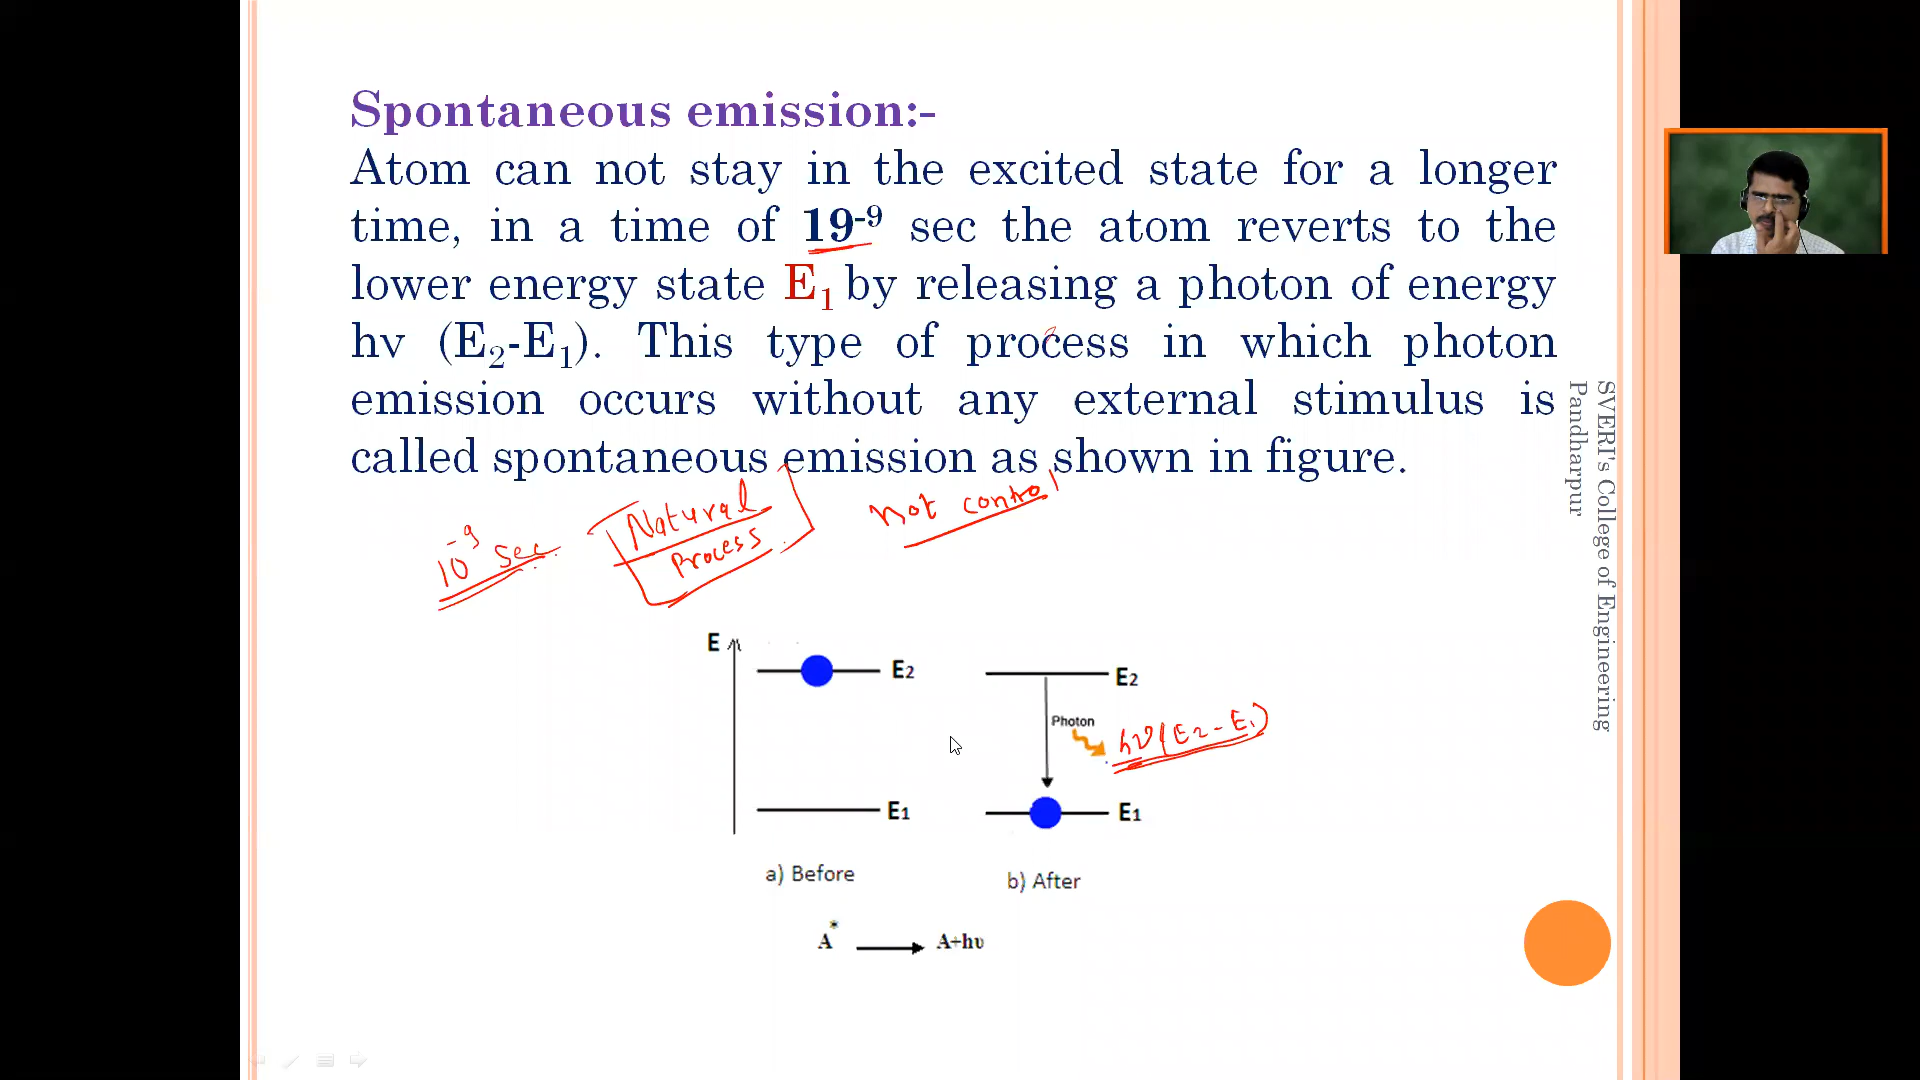 Spontaneous emission:-
Atom can not stay in the excited state for a longer
time, in a time of 19⁻⁹ sec the atom reverts to the
lower energy state E₁ by releasing a photon of energy
hν (E₂-E₁). This type of process in which photon
emission occurs without any external stimulus is
called spontaneous emission as shown in figure.
10⁻⁹ sec
Natural
Process
not control
E
E2
E1
a) Before
E2
Photon
hν(E2-E1)
E1
b) After
A* → A+hυ
SVERI's College of Engineering
Pandharpur